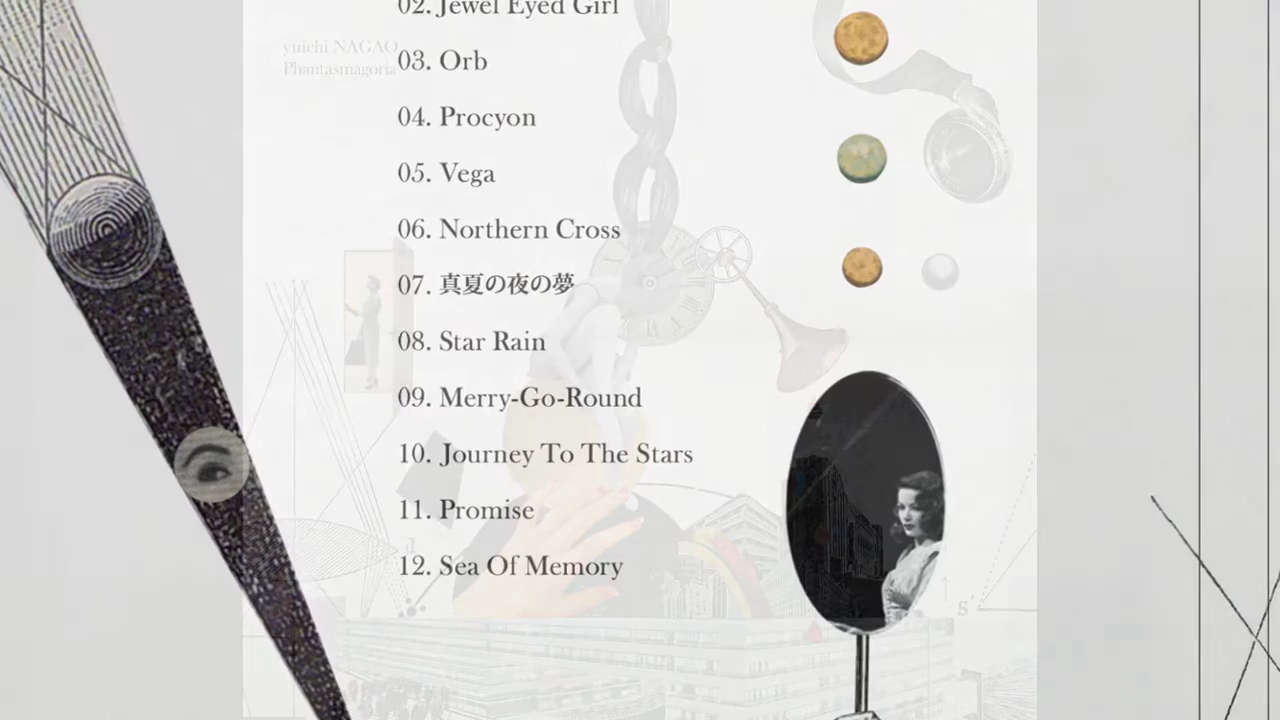 02. Jewel Eyed Girl
yuichi NAGAO
Phantasmagoria
03. Orb
04. Procyon
05. Vega
06. Northern Cross
07. 真夏の夜の夢
08. Star Rain
09. Merry-Go-Round
10. Journey To The Stars
11. Promise
12. Sea Of Memory
S'